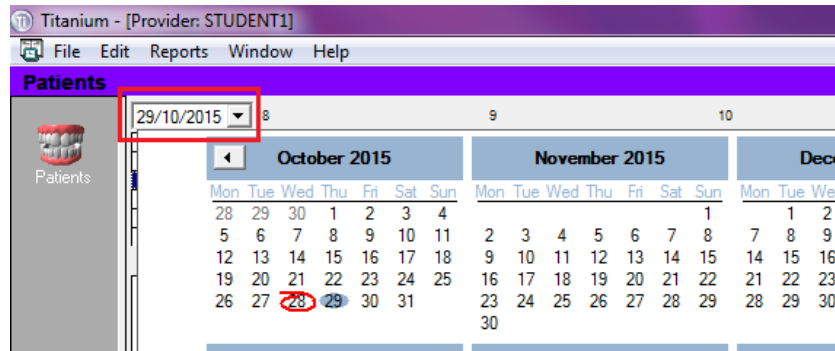 Titanium - [Provider: STUDENT1]
File Edit Reports Window Help
Patients
29/10/2015 8 9 10
October 2015 November 2015 Dece
Patients
Mon Tue Wed Thu Fri Sat Sun Mon Tue Wed Thu Fri Sat Sun Mon Tue We
28 29 30 1 2 3 4 1 1 2
5 6 7 8 9 10 11 2 3 4 5 6 7 8 7 8 9
12 13 14 15 16 17 18 9 10 11 12 13 14 15 14 15 16
19 20 21 22 23 24 25 16 17 18 19 20 21 22 21 22 23
26 27 28 29 30 31 23 24 25 26 27 28 29 28 29 30
30